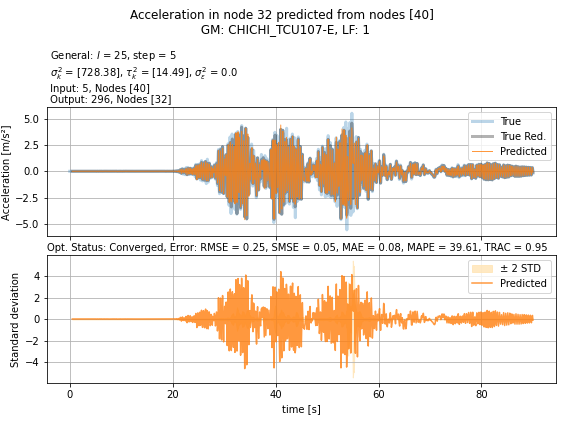 Acceleration in node 32 predicted from nodes [40]
GM: CHICHI_TCU107-E, LF: 1
General: l = 25, step = 5
σ²ₖ = [728.38], τ²ₖ = [14.49], σ²ε = 0.0
Input: 5, Nodes [40]
Output: 296, Nodes [32]
Acceleration [m/s²]
5.0
2.5
0.0
−2.5
−5.0
True
True Red.
Predicted
Opt. Status: Converged, Error: RMSE = 0.25, SMSE = 0.05, MAE = 0.08, MAPE = 39.61, TRAC = 0.95
Standard deviation
4
2
0
−2
−4
± 2 STD
Predicted
0
20
40
60
80
time [s]